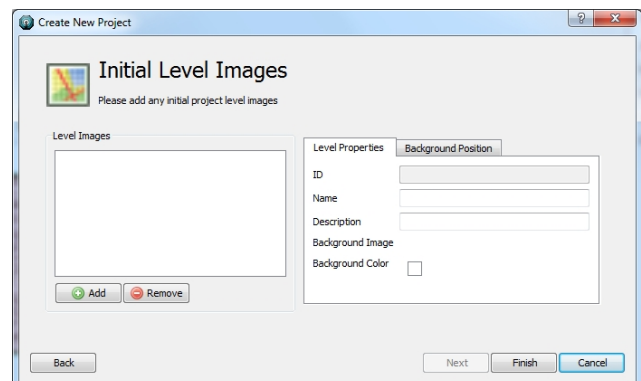 Create New Project
Initial Level Images
Please add any initial project level images
Level Images
Level Properties
Background Position
ID
Name
Description
Background Image
Background Color
Add
Remove
Back
Next
Finish
Cancel